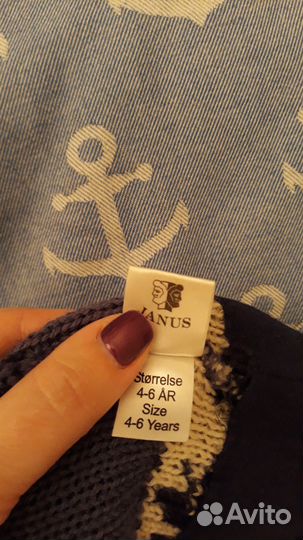 JANUS
Størrelse
4-6 ÅR
Size
4-6 Years
Avito